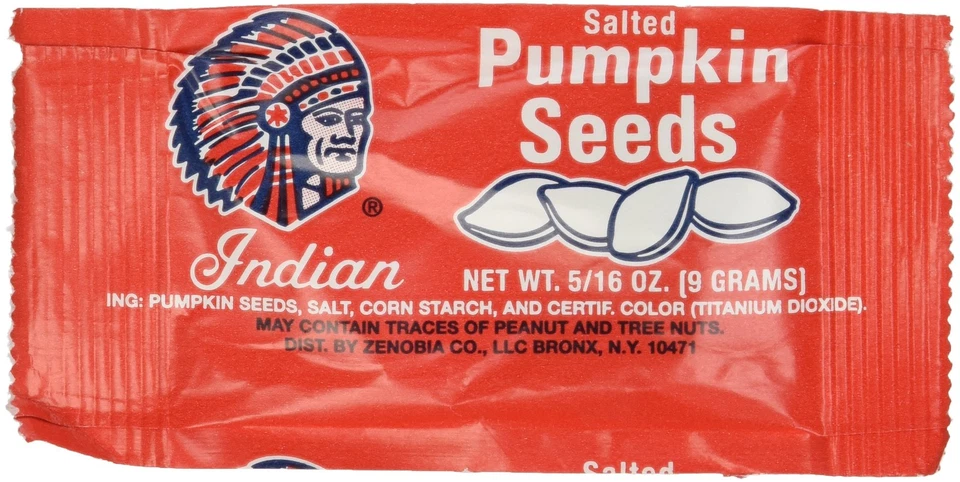 Salted
Pumpkin
Seeds
®
Indian
NET WT. 5/16 OZ. (9 GRAMS)
ING: PUMPKIN SEEDS, SALT, CORN STARCH, AND CERTIF. COLOR (TITANIUM DIOXIDE).
MAY CONTAIN TRACES OF PEANUT AND TREE NUTS.
DIST. BY ZENOBIA CO., LLC BRONX, N.Y. 10471
Salted